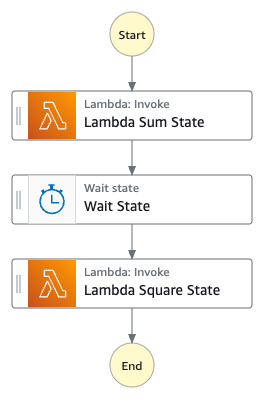 Start
Lambda: Invoke
Lambda Sum State
Wait state
Wait State
Lambda: Invoke
Lambda Square State
End